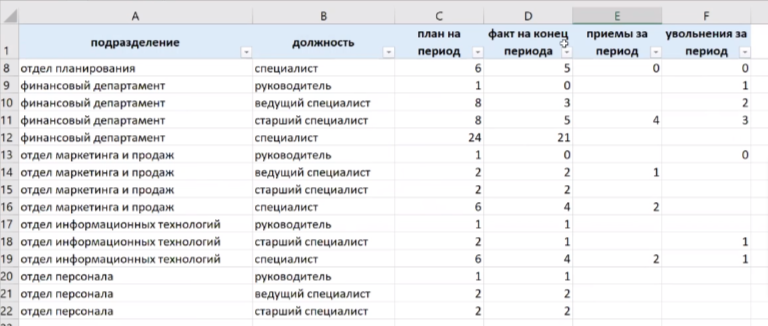 A B C D E F
1 подразделение должность план на период факт на конец периода приемы за период увольнения за период
8 отдел планирования специалист 6 5 0 0
9 финансовый департамент руководитель 1 0 1
10 финансовый департамент ведущий специалист 8 3 2
11 финансовый департамент старший специалист 8 5 4 3
12 финансовый департамент специалист 24 21
13 отдел маркетинга и продаж руководитель 1 0 0
14 отдел маркетинга и продаж ведущий специалист 2 2 1
15 отдел маркетинга и продаж старший специалист 2 2
16 отдел маркетинга и продаж специалист 6 4 2
17 отдел информационных технологий руководитель 1 1
18 отдел информационных технологий старший специалист 2 1 1
19 отдел информационных технологий специалист 6 4 2 1
20 отдел персонала руководитель 1 1
21 отдел персонала ведущий специалист 2 2
22 отдел персонала старший специалист 2 2